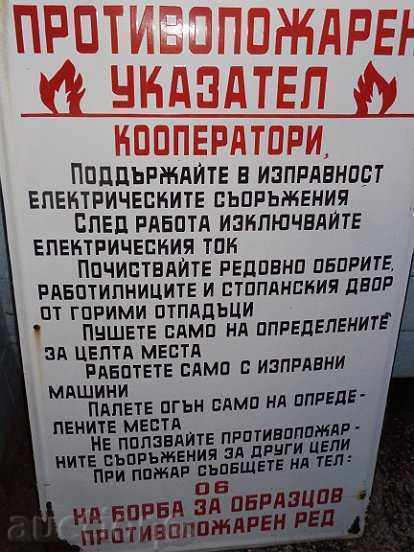 ПРОТИВОПОЖАРЕН
УКАЗАТЕЛ
КООПЕРАТОРИ,
ПОДДЪРЖАЙТЕ В ИЗПРАВНОСТ
ЕЛЕКТРИЧЕСКИТЕ СЪОРЪЖЕНИЯ
СЛЕД РАБОТА ИЗКЛЮЧВАЙТЕ
ЕЛЕКТРИЧЕСКИЯ ТОК
ПОЧИСТВАЙТЕ РЕДОВНО ОБОРИТЕ,
РАБОТИЛНИЦИТЕ И СТОПАНСКИЯ ДВОР
ОТ ГОРИМИ ОТПАДЪЦИ
ПУШЕТЕ САМО НА ОПРЕДЕЛЕНИТЕ
ЗА ЦЕЛТА МЕСТА
РАБОТЕТЕ САМО С ИЗПРАВНИ
МАШИНИ
ПАЛЕТЕ ОГЪН САМО НА ОПРЕДЕ-
ЛЕНИТЕ МЕСТА
НЕ ПОЛЗВАЙТЕ ПРОТИВОПОЖАР-
НИТЕ СЪОРЪЖЕНИЯ ЗА ДРУГИ ЦЕЛИ
ПРИ ПОЖАР СЪОБЩЕТЕ НА ТЕЛ:
06
НА БОРБА ЗА ОБРАЗЦОВ
ПРОТИВОПОЖАРЕН РЕД